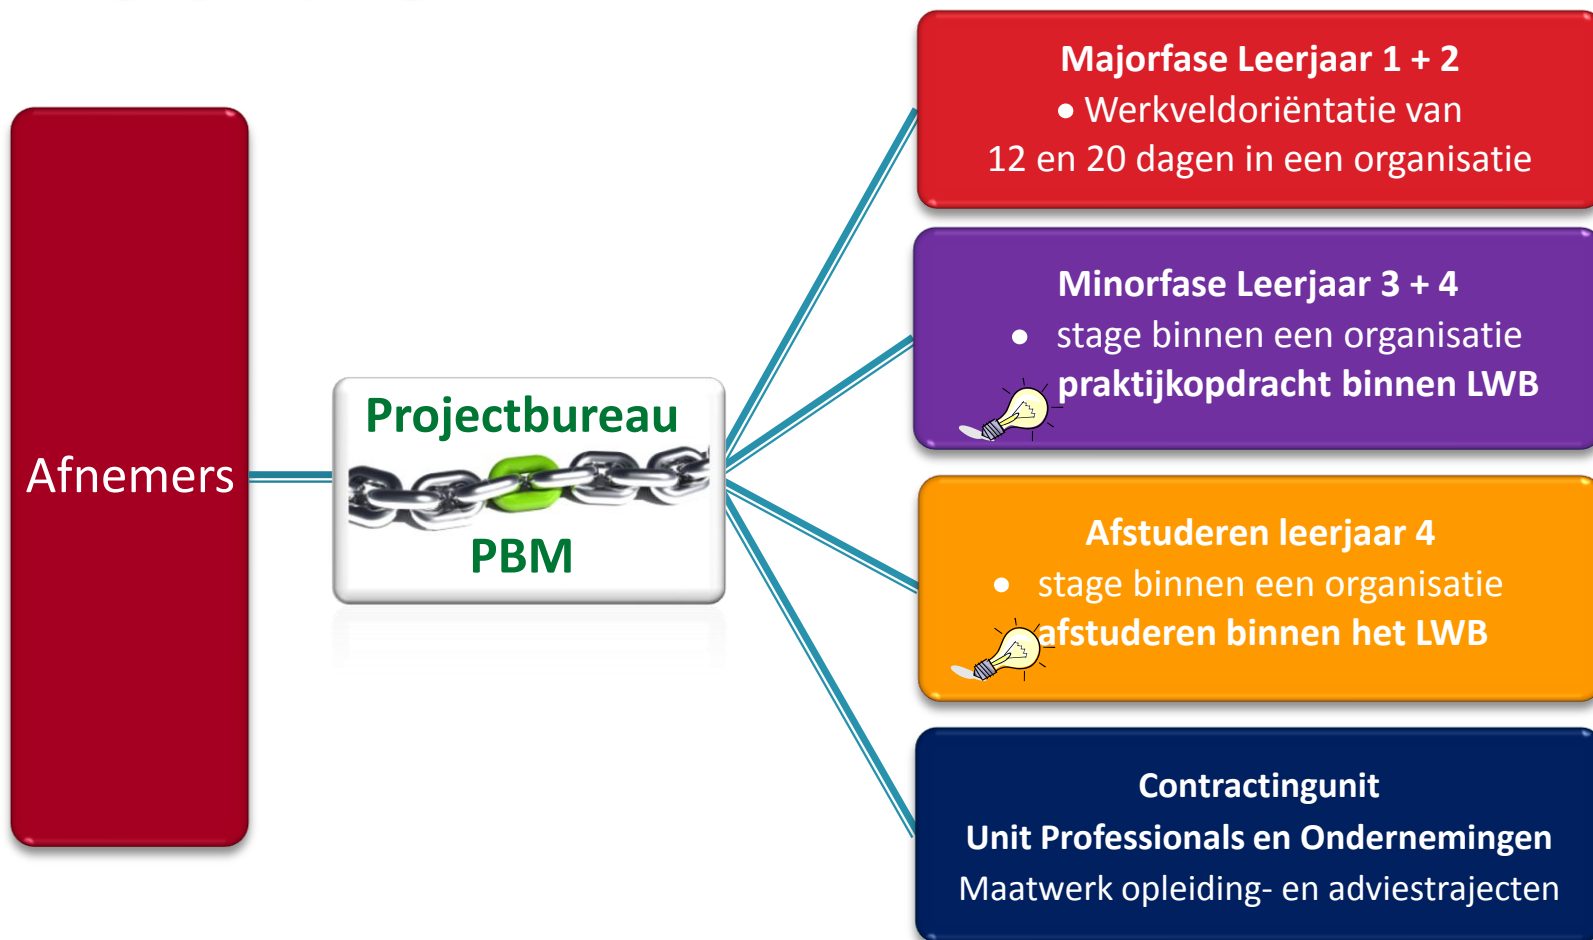 Afnemers
Projectbureau
PBM
Majorfase Leerjaar 1 + 2
• Werkveldoriëntatie van
12 en 20 dagen in een organisatie
Minorfase Leerjaar 3 + 4
• stage binnen een organisatie
praktijkopdracht binnen LWB
Afstuderen leerjaar 4
• stage binnen een organisatie
afstuderen binnen het LWB
Contractingunit
Unit Professionals en Ondernemingen
Maatwerk opleiding- en adviestrajecten